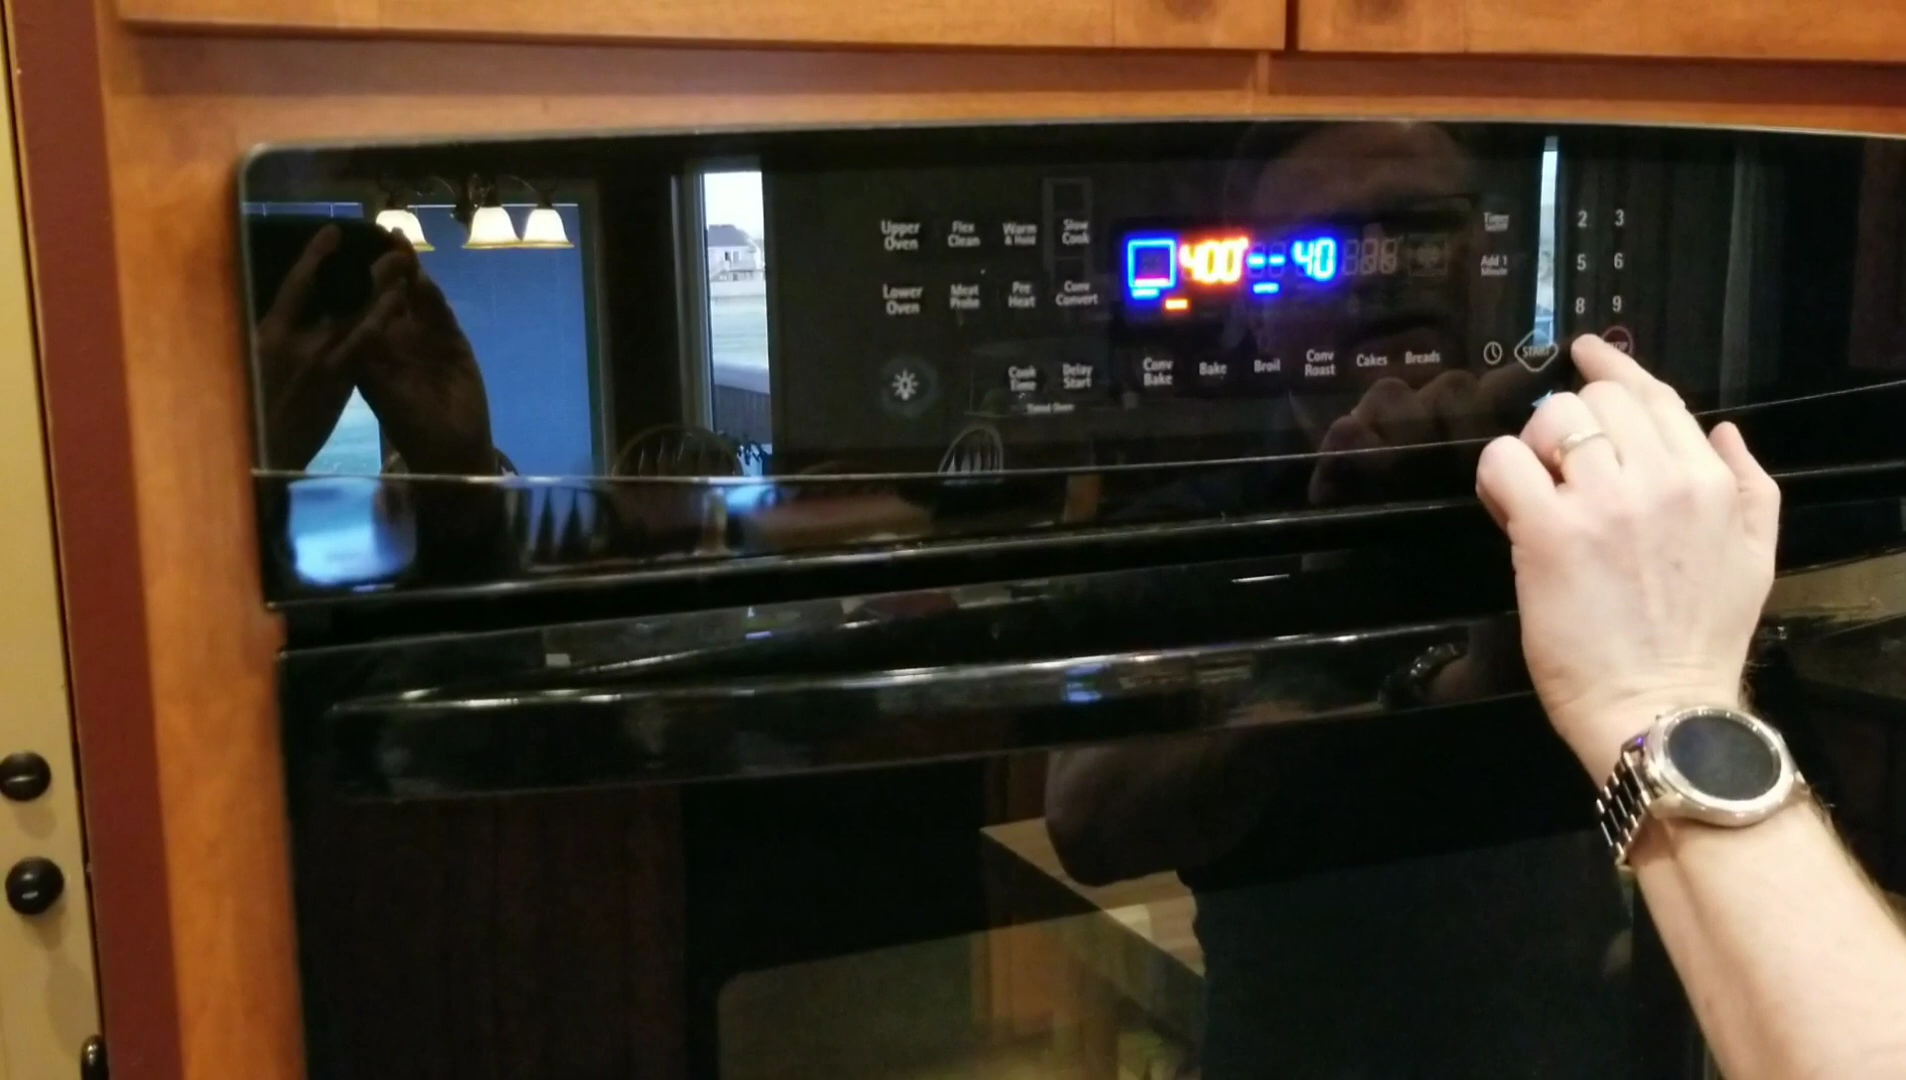 Upper Oven
Flex Clean
Warm & Hold
Slow Cook
Lower Oven
Meat Probe
Pre Heat
Conv Convert
400° -- 40
Timer
Add 1 Minute
2 3
5 6
8 9
START
Cook Time
Delay Start
Conv Bake
Bake
Broil
Conv Roast
Cakes
Breads